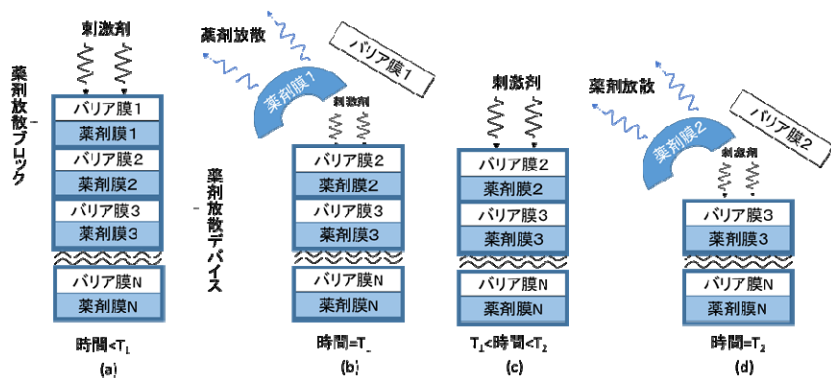 刺激剤
薬剤放散ブロック
バリア膜1
薬剤膜1
バリア膜2
薬剤膜2
バリア膜3
薬剤膜3
バリア膜N
薬剤膜N
時間<T₁
(a)
薬剤放散
バリア膜1
薬剤膜1
刺激剤
薬剤放散デバイス
バリア膜2
薬剤膜2
バリア膜3
薬剤膜3
バリア膜N
薬剤膜N
時間=T
(b)
刺激剤
バリア膜2
薬剤膜2
バリア膜3
薬剤膜3
バリア膜N
薬剤膜N
T₁<時間<T₂
(c)
薬剤放散
バリア膜2
薬剤膜2
刺激剤
バリア膜3
薬剤膜3
バリア膜N
薬剤膜N
時間=T₂
(d)